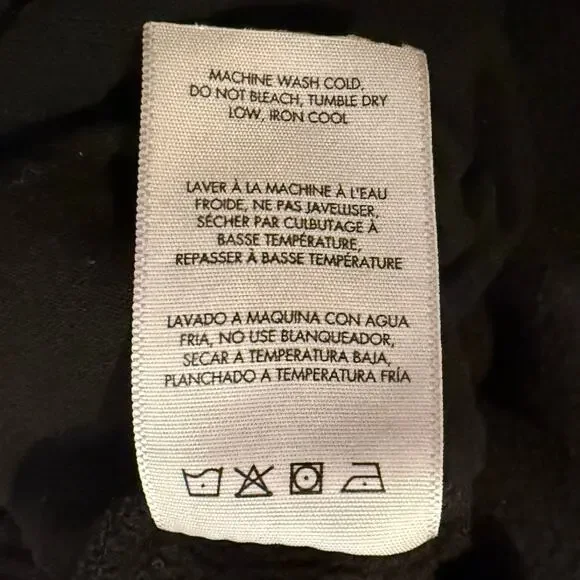 MACHINE WASH COLD,
DO NOT BLEACH, TUMBLE DRY
LOW, IRON COOL
LAVER À LA MACHINE À L'EAU
FROIDE, NE PAS JAVELLISER,
SÉCHER PAR CULBUTAGE À
BASSE TEMPÉRATURE,
REPASSER À BASSE TEMPÉRATURE
LAVADO A MAQUINA CON AGUA
FRIA, NO USE BLANQUEADOR,
SECAR A TEMPERATURA BAJA,
PLANCHADO A TEMPERATURA FRÍA